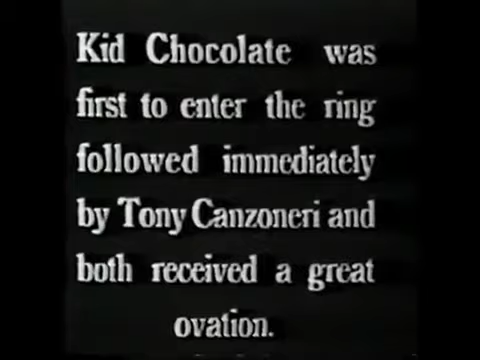 Kid Chocolate was
first to enter the ring
followed immediately
by Tony Canzoneri and
both received a great
ovation.